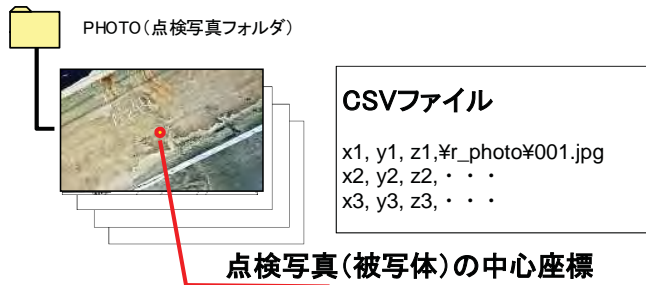 PHOTO(点検写真フォルダ)
CSVファイル
x1, y1, z1,¥r_photo¥001.jpg
x2, y2, z2,・・・
x3, y3, z3,・・・
点検写真(被写体)の中心座標